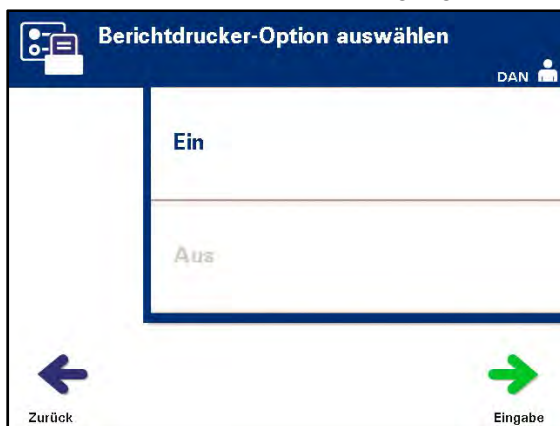 Berichtdrucker-Option auswählen
DAN
Ein
Aus
Zurück
Eingabe